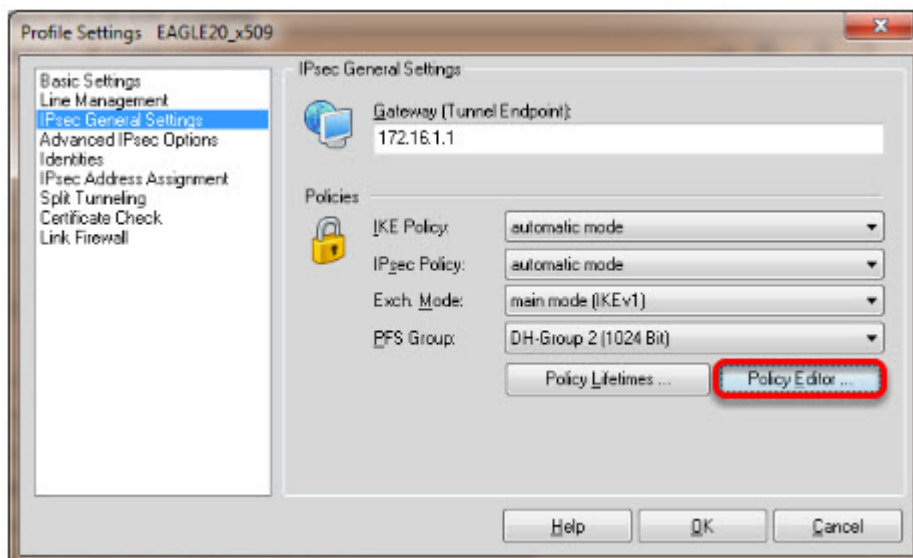 Profile Settings EAGLE20_x509
Basic Settings
Line Management
IPsec General Settings
Advanced IPsec Options
Identities
IPsec Address Assignment
Split Tunneling
Certificate Check
Link Firewall
IPsec General Settings
Gateway (Tunnel Endpoint):
172.16.1.1
Policies
IKE Policy: automatic mode
IPsec Policy: automatic mode
Exch. Mode: main mode (IKEv1)
PFS Group: DH-Group 2 (1024 Bit)
Policy Lifetimes ... Policy Editor ...
Help OK Cancel